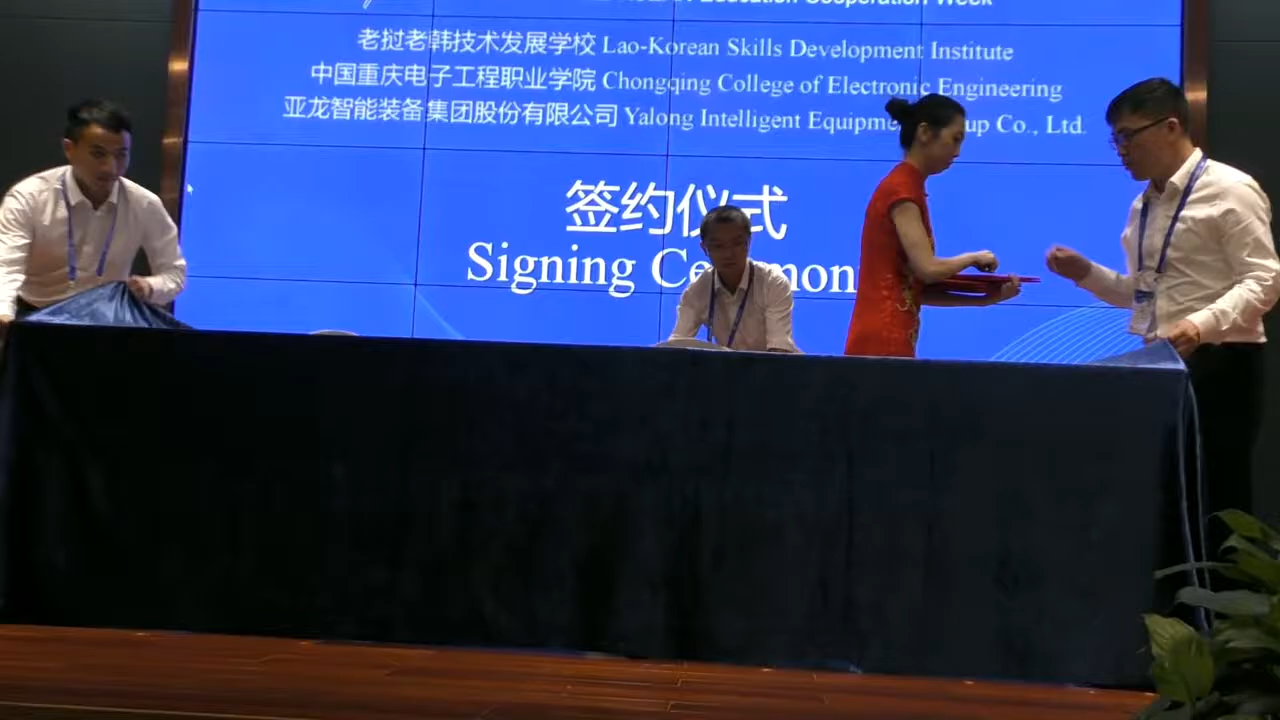 Education Cooperation Week
老挝老韩技术发展学校 Lao-Korean Skills Development Institute
中国重庆电子工程职业学院 Chongqing College of Electronic Engineering
亚龙智能装备集团股份有限公司 Yalong Intelligent Equipme up Co., Ltd.
签约仪式
Signing Ce mon